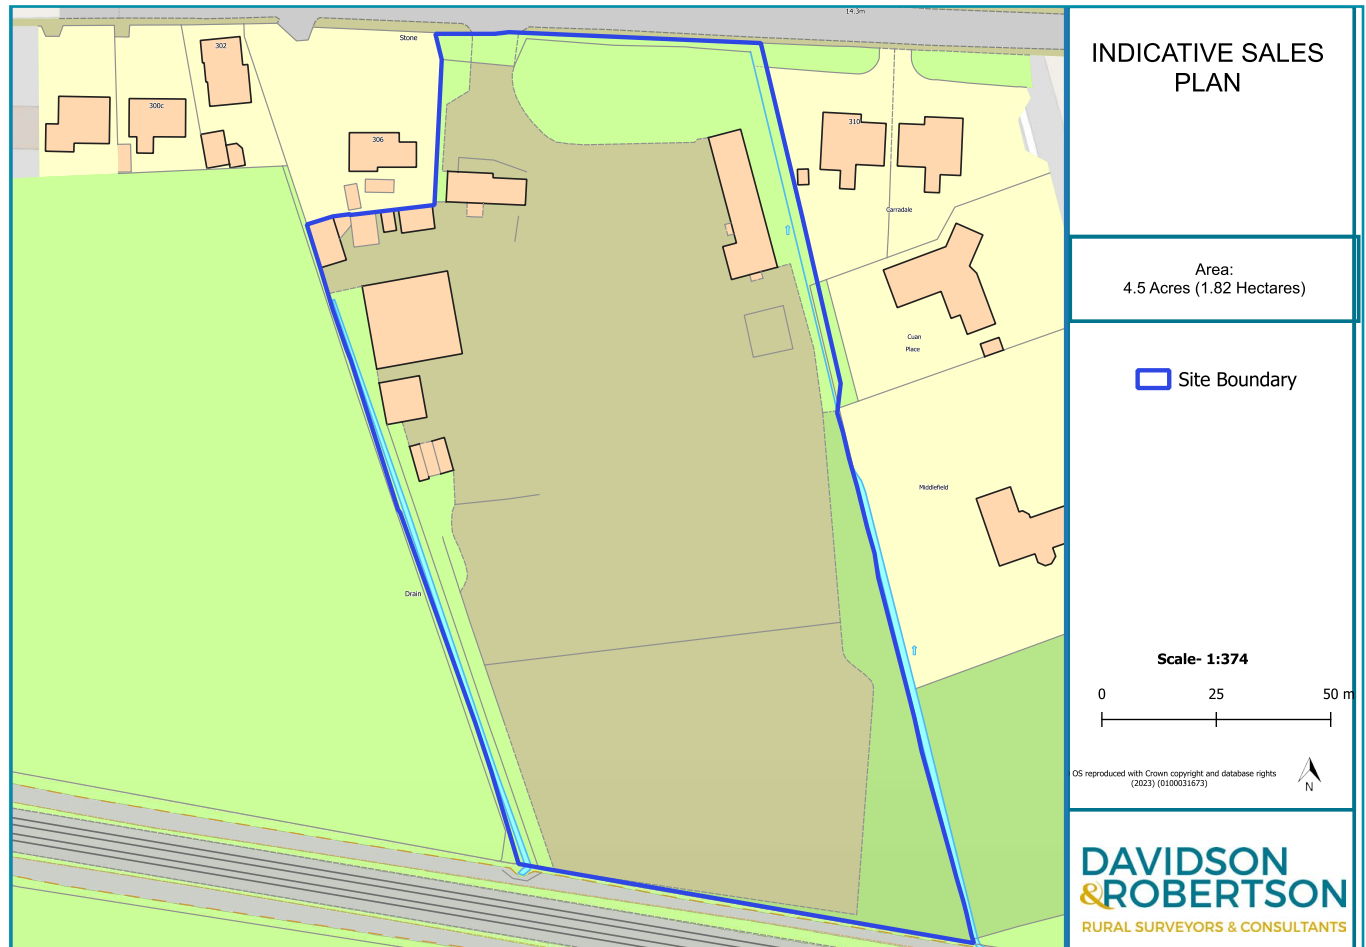 14.3m
Stone
302
300c
306
310
Carradale
Cuan
Place
Middlefield
Drain
INDICATIVE SALES
PLAN
Area:
4.5 Acres (1.82 Hectares)
Site Boundary
Scale- 1:374
0 25 50 m
OS reproduced with Crown copyright and database rights
(2023) (0100031673)
N
DAVIDSON
&ROBERTSON
RURAL SURVEYORS & CONSULTANTS